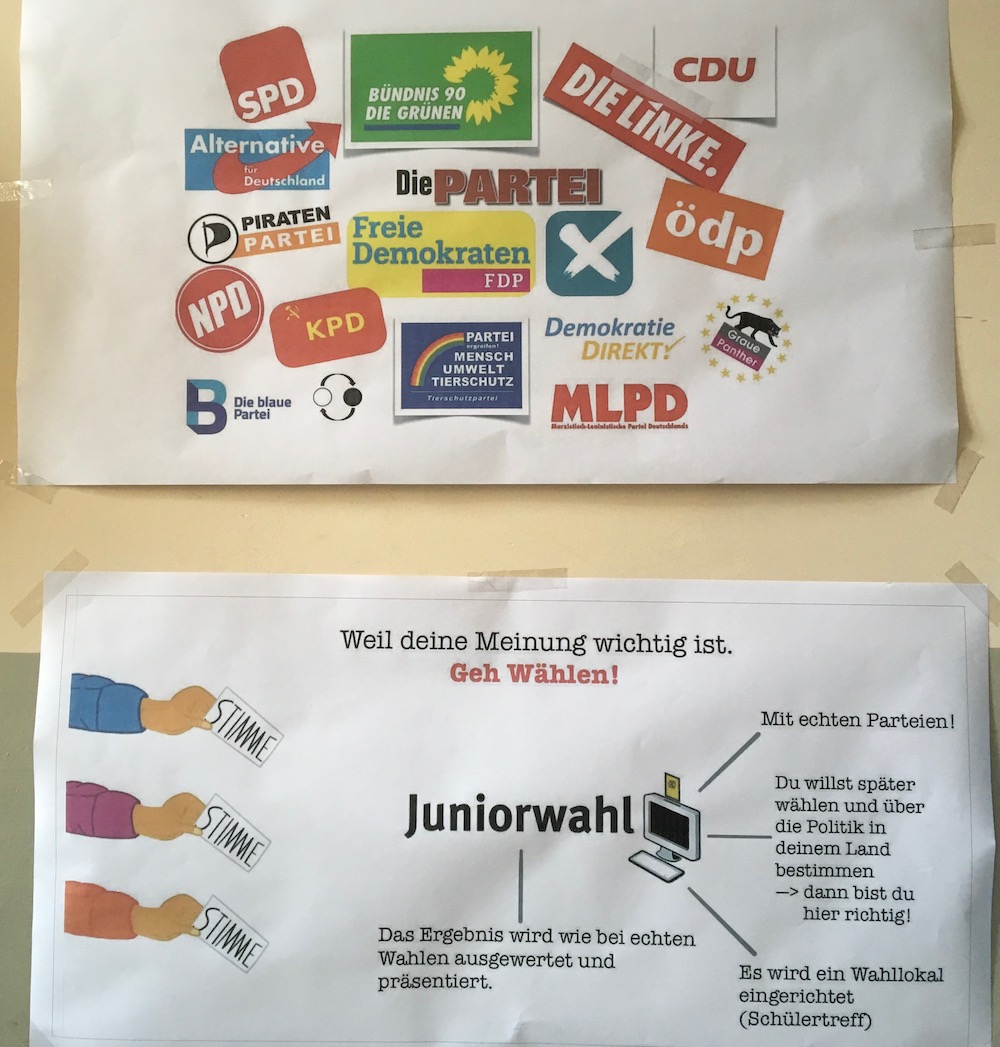 SPD
BÜNDNIS 90
DIE GRÜNEN
DIE LiNKE.
CDU
Alternative
für
Deutschland
Die PARTEI
PIRATEN
PARTEI
Freie
Demokraten
FDP
ödp
NPD
KPD
PARTEI
ergreifen!
MENSCH
UMWELT
TIERSCHUTZ
Tierschutzpartei
Demokratie
DIREKT!
Graue
Panther
B Die blaue
Partei
MLPD
Marxistisch-Leninistische Partei Deutschlands
Weil deine Meinung wichtig ist.
Geh Wählen!
STIMME
STIMME
STIMME
Juniorwahl
Mit echten Parteien!
Du willst später
wählen und über
die Politik in
deinem Land
bestimmen
—> dann bist du
hier richtig!
Das Ergebnis wird wie bei echten
Wahlen ausgewertet und
präsentiert.
Es wird ein Wahllokal
eingerichtet
(Schülertreff)